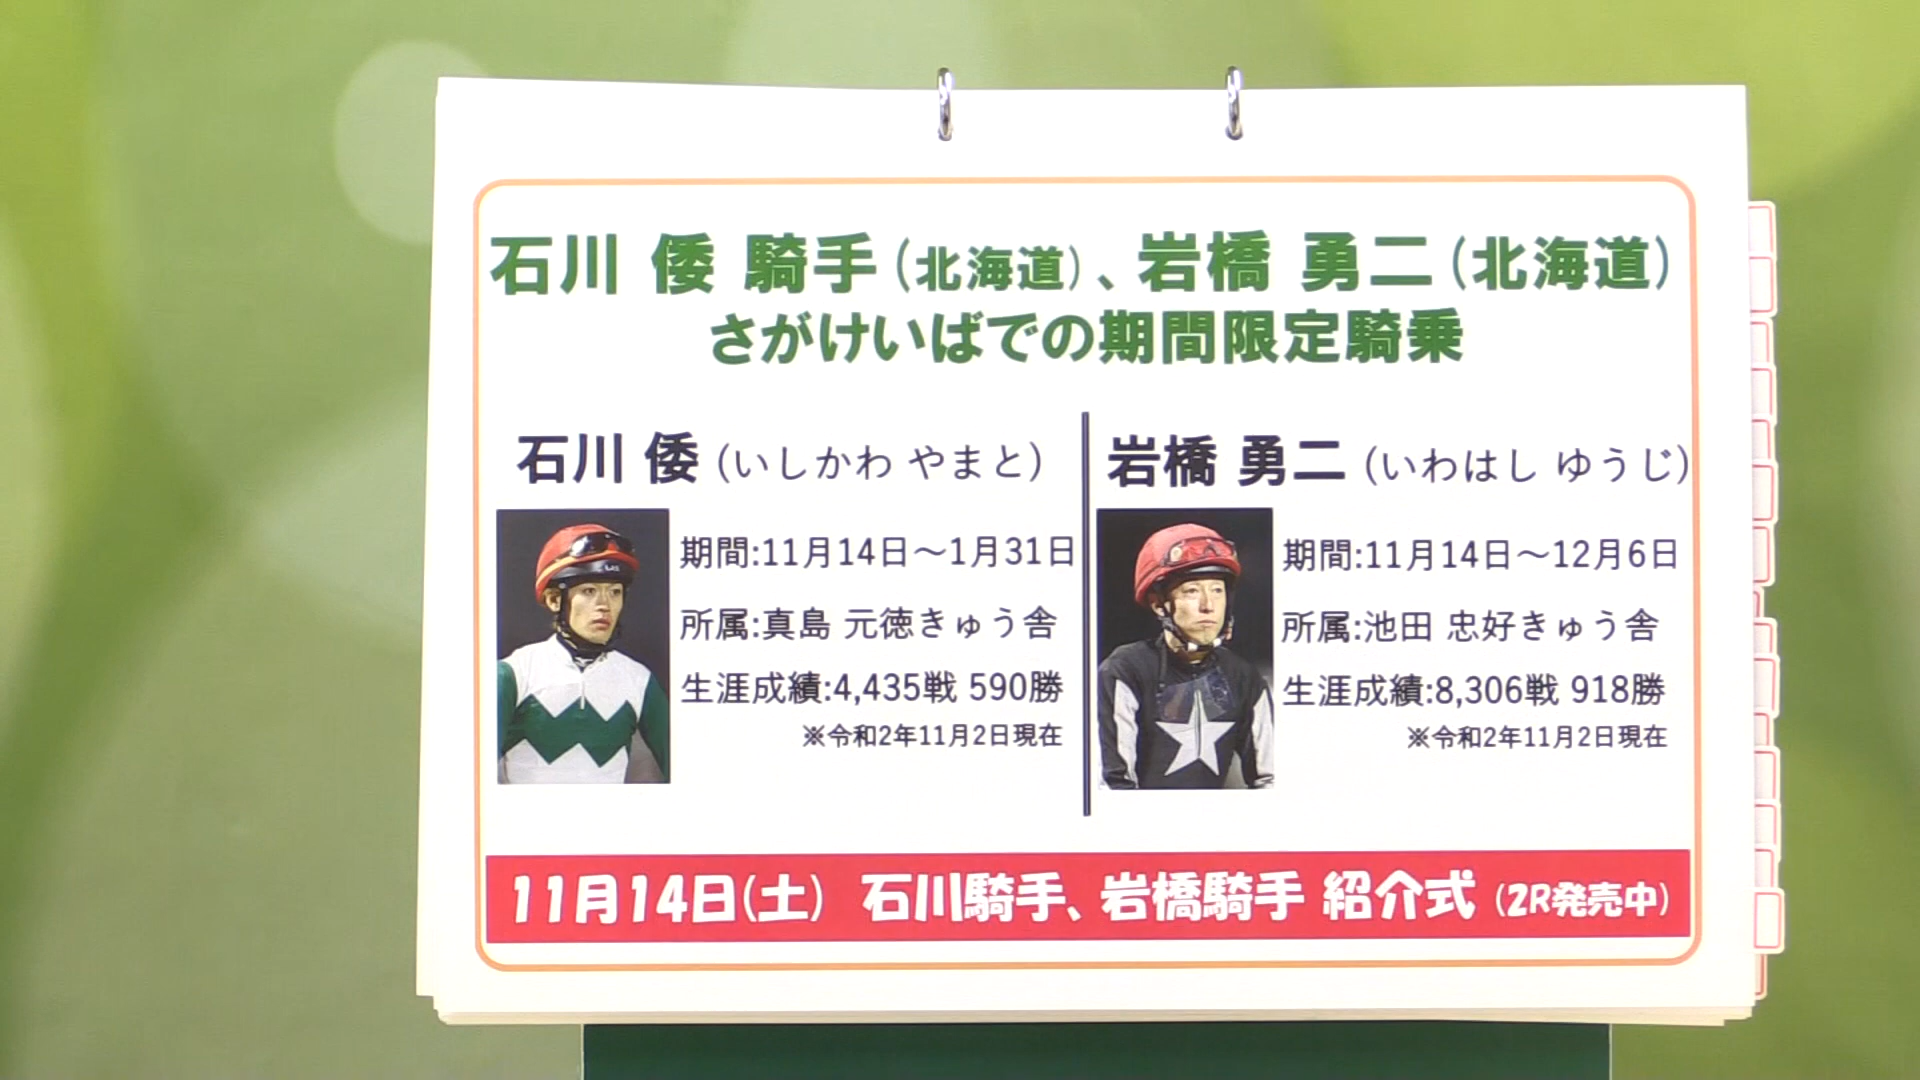 石川 倭 騎手(北海道)、岩橋 勇二(北海道)
さがけいばでの期間限定騎乗
石川 倭 (いしかわ やまと)
期間:11月14日～1月31日
所属:真島 元徳きゅう舎
生涯成績:4,435戦 590勝
※令和2年11月2日現在
岩橋 勇二 (いわはし ゆうじ)
期間:11月14日～12月6日
所属:池田 忠好きゅう舎
生涯成績:8,306戦 918勝
※令和2年11月2日現在
11月14日(土) 石川騎手、岩橋騎手 紹介式 (2R発売中)